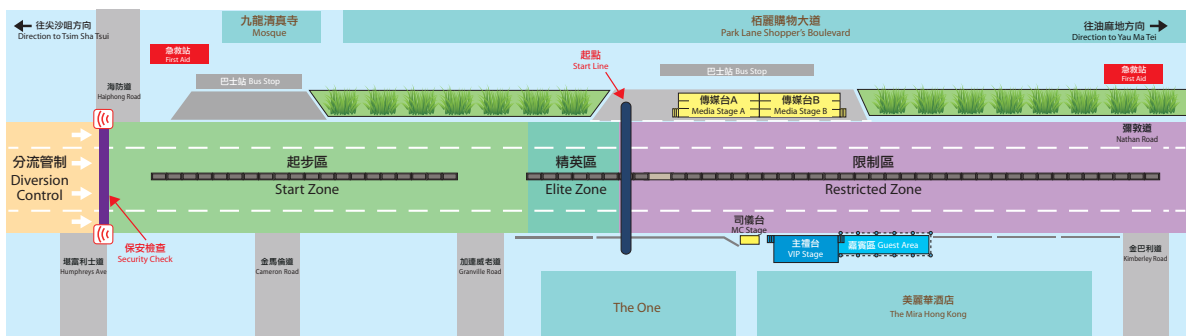 往尖沙咀方向
Direction to Tsim Sha Tsui
九龍清真寺
Mosque
栢麗購物大道
Park Lane Shopper's Boulevard
往油麻地方向
Direction to Yau Ma Tei
急救站
First Aid
巴士站 Bus Stop
起點
Start Line
巴士站 Bus Stop
急救站
First Aid
海防道
Haiphong Road
傳媒台A
Media Stage A
傳媒台B
Media Stage B
彌敦道
Nathan Road
分流管制
Diversion
Control
起步區
Start Zone
精英區
Elite Zone
限制區
Restricted Zone
保安檢查
Security Check
司儀台
MC Stage
主禮台
VIP Stage
嘉賓區 Guest Area
堪富利士道
Humphreys Ave
金馬倫道
Cameron Road
加連威老道
Granville Road
金巴利道
Kimberley Road
The One
美麗華酒店
The Mira Hong Kong